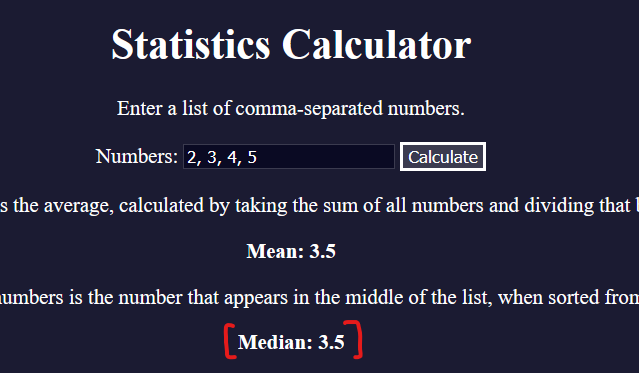 Statistics Calculator
Enter a list of comma-separated numbers.
Numbers: 2, 3, 4, 5 Calculate
s the average, calculated by taking the sum of all numbers and dividing that
Mean: 3.5
numbers is the number that appears in the middle of the list, when sorted from
Median: 3.5